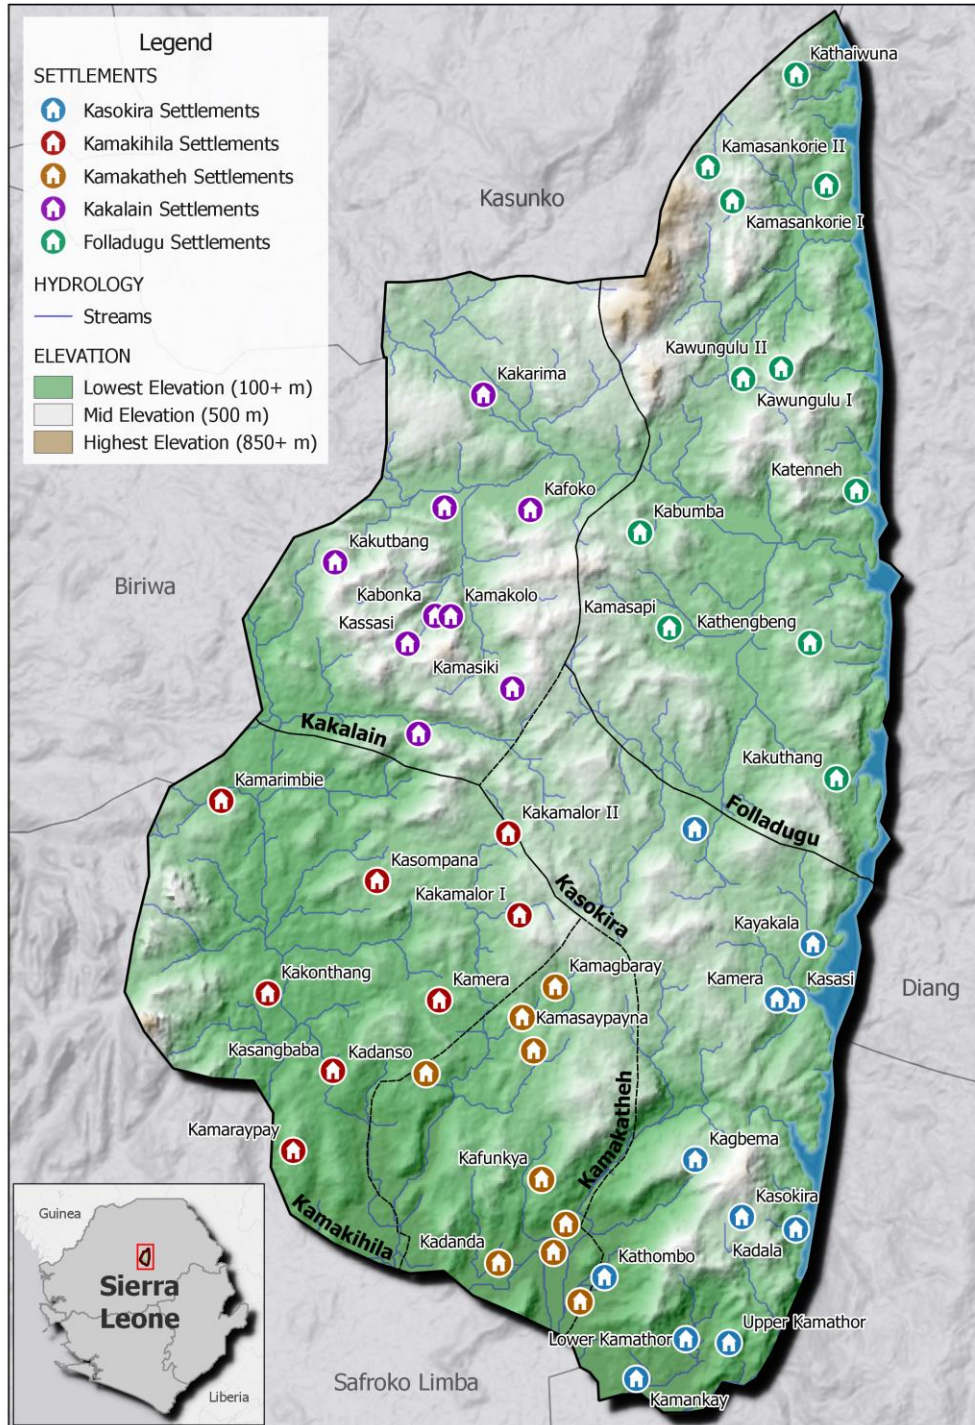 Legend
SETTLEMENTS
Kasokira Settlements
Kamakihila Settlements
Kamakatheh Settlements
Kakalain Settlements
Folladugu Settlements
HYDROLOGY
Streams
ELEVATION
Lowest Elevation (100+ m)
Mid Elevation (500 m)
Highest Elevation (850+ m)
Kathaiwuna
Kamasankorie II
Kasunko
Kamasankorie I
Kawungulu II
Kakarima
Kawungulu I
Katenneh
Kafoko
Kabumba
Kakutbang
Biriwa
Kabonka
Kamakolo
Kamasapi
Kathengbeng
Kassasi
Kamasiki
Kakalain
Kakuthang
Kamarimbie
Folladugu
Kakamalor II
Kasompana
Kakamalor I
Kasokira
Kayakala
Kakonthang
Kamera
Kamagbaray
Kamera
Kasasi
Diang
Kamasaypayna
Kasangbaba
Kadanso
Kamakatheh
Kamaraypay
Kagbema
Kafunkya
Kasokira
Kamakihila
Kadanda
Kathombo
Kadala
Upper Kamathor
Lower Kamathor
Safroko Limba
Kamankay
Guinea
Sierra
Leone
Liberia